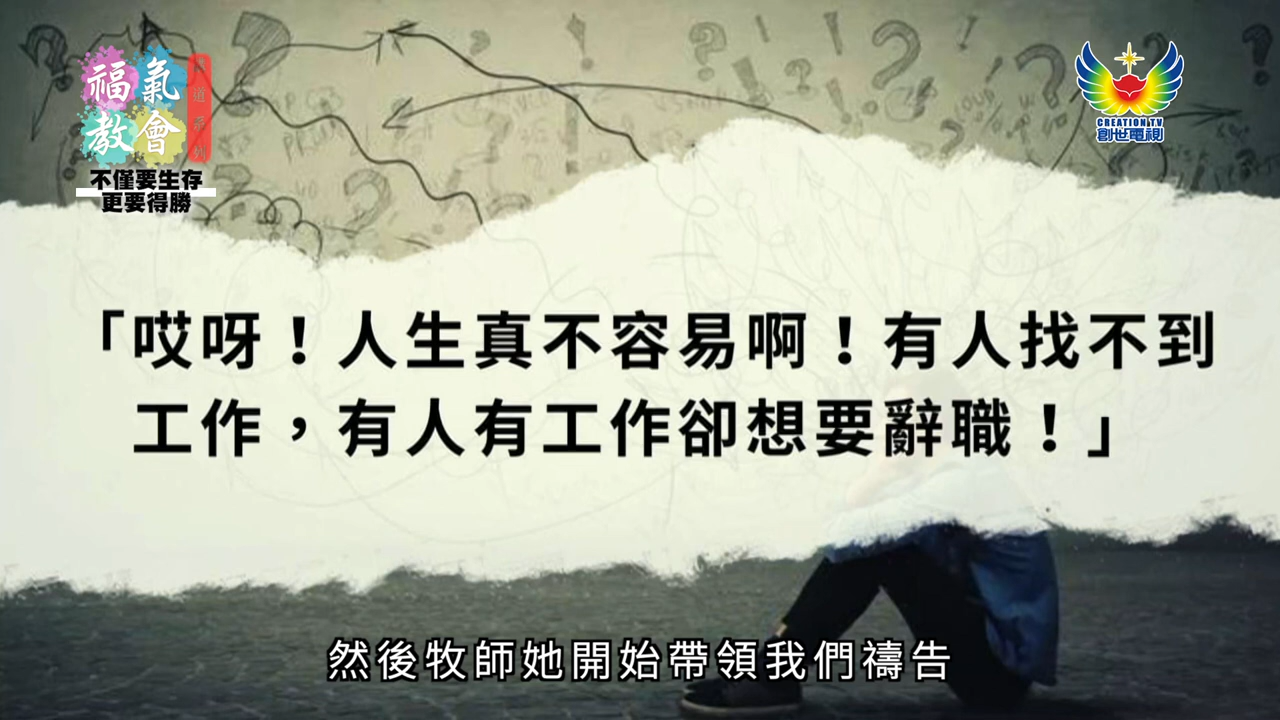 福氣
教會
不僅要生存
更要得勝
CREATION TV
創世電視
「哎呀！人生真不容易啊！有人找不到
工作，有人有工作卻想要辭職！」
然後牧師她開始帶領我們禱告